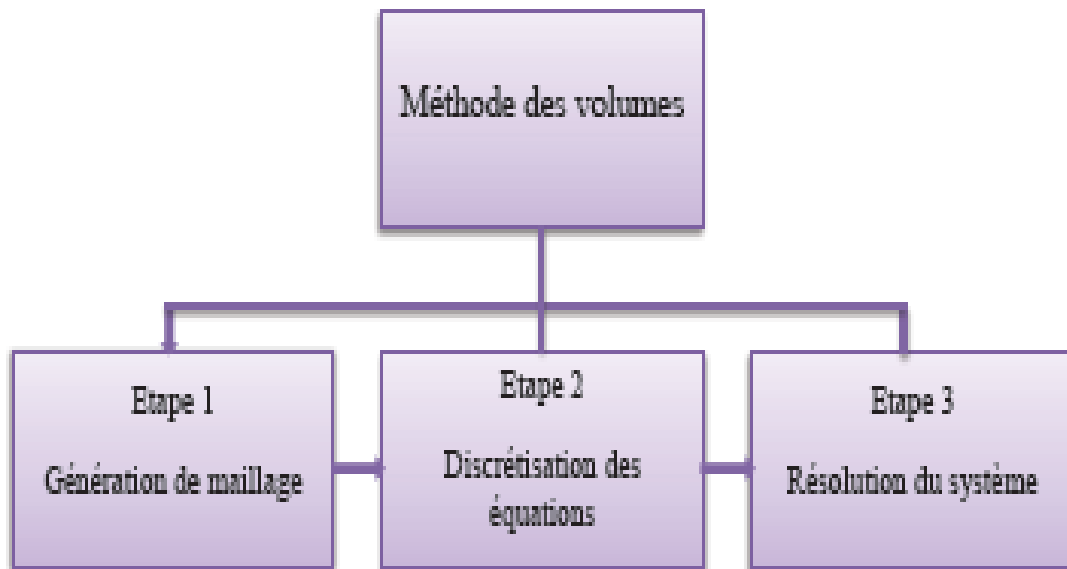 Méthode des volumes
Etape 1
Génération de maillage
Etape 2
Discrétisation des
équations
Etape 3
Résolution du système